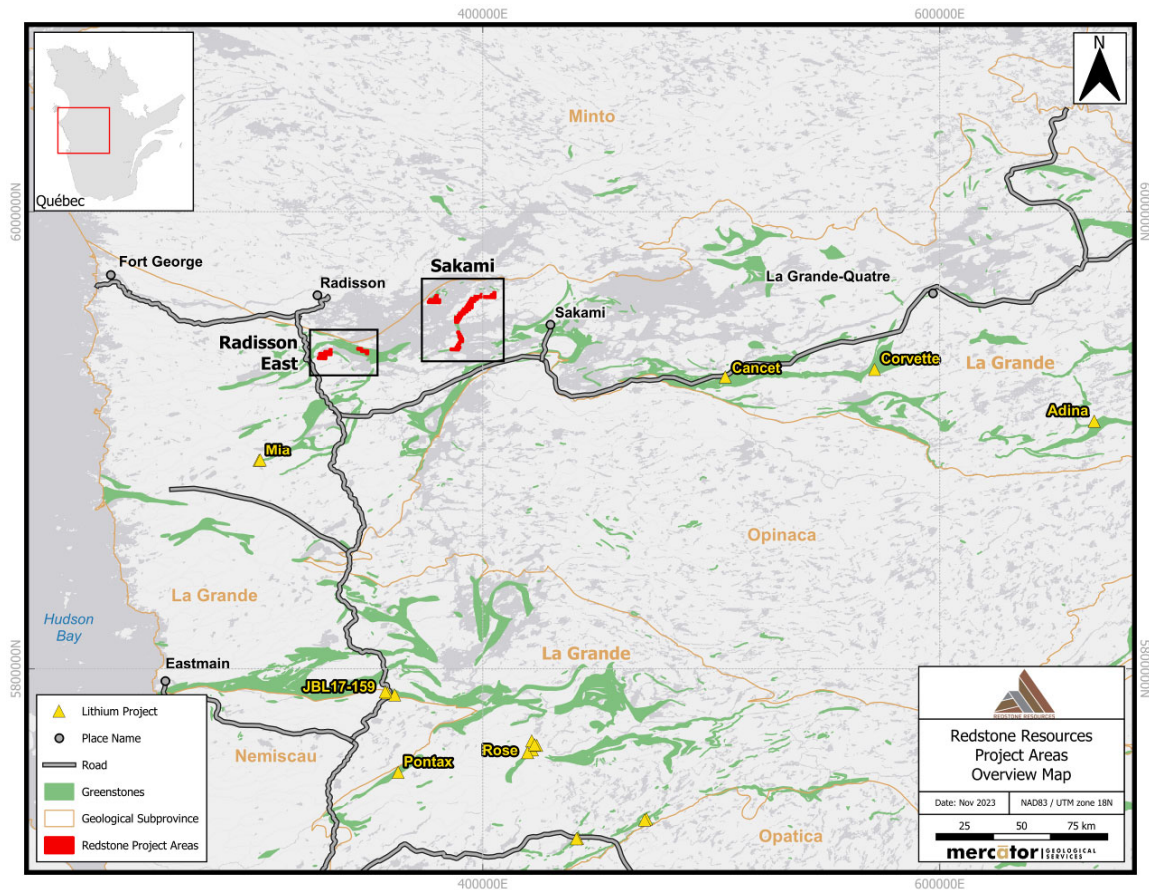 400000E
600000E
Québec
N
Minto
6000000N
6000000N
Fort George
Radisson
Sakami
La Grande-Quatre
Sakami
Radisson
East
Cancet
Corvette
La Grande
Adina
Mia
Opinaca
La Grande
Hudson
Bay
La Grande
Eastmain
5800000N
5800000N
JBL17-159
Nemiscau
Rose
Pontax
Opatica
Lithium Project
Place Name
Road
Greenstones
Geological Subprovince
Redstone Project Areas
REDSTONE RESOURCES
Redstone Resources
Project Areas
Overview Map
Date: Nov 2023
NAD83 / UTM zone 18N
25 50 75 km
mercātor GEOLOGICAL
SERVICES
400000E
600000E